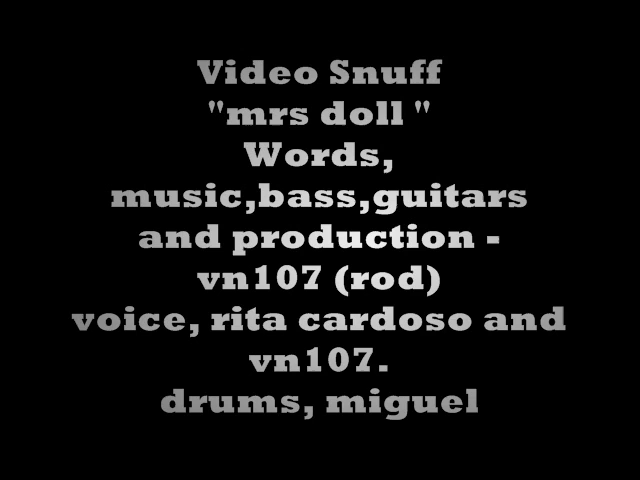 Video Snuff
"mrs doll "
Words,
music,bass,guitars
and production -
vn107 (rod)
voice, rita cardoso and
vn107.
drums, miguel